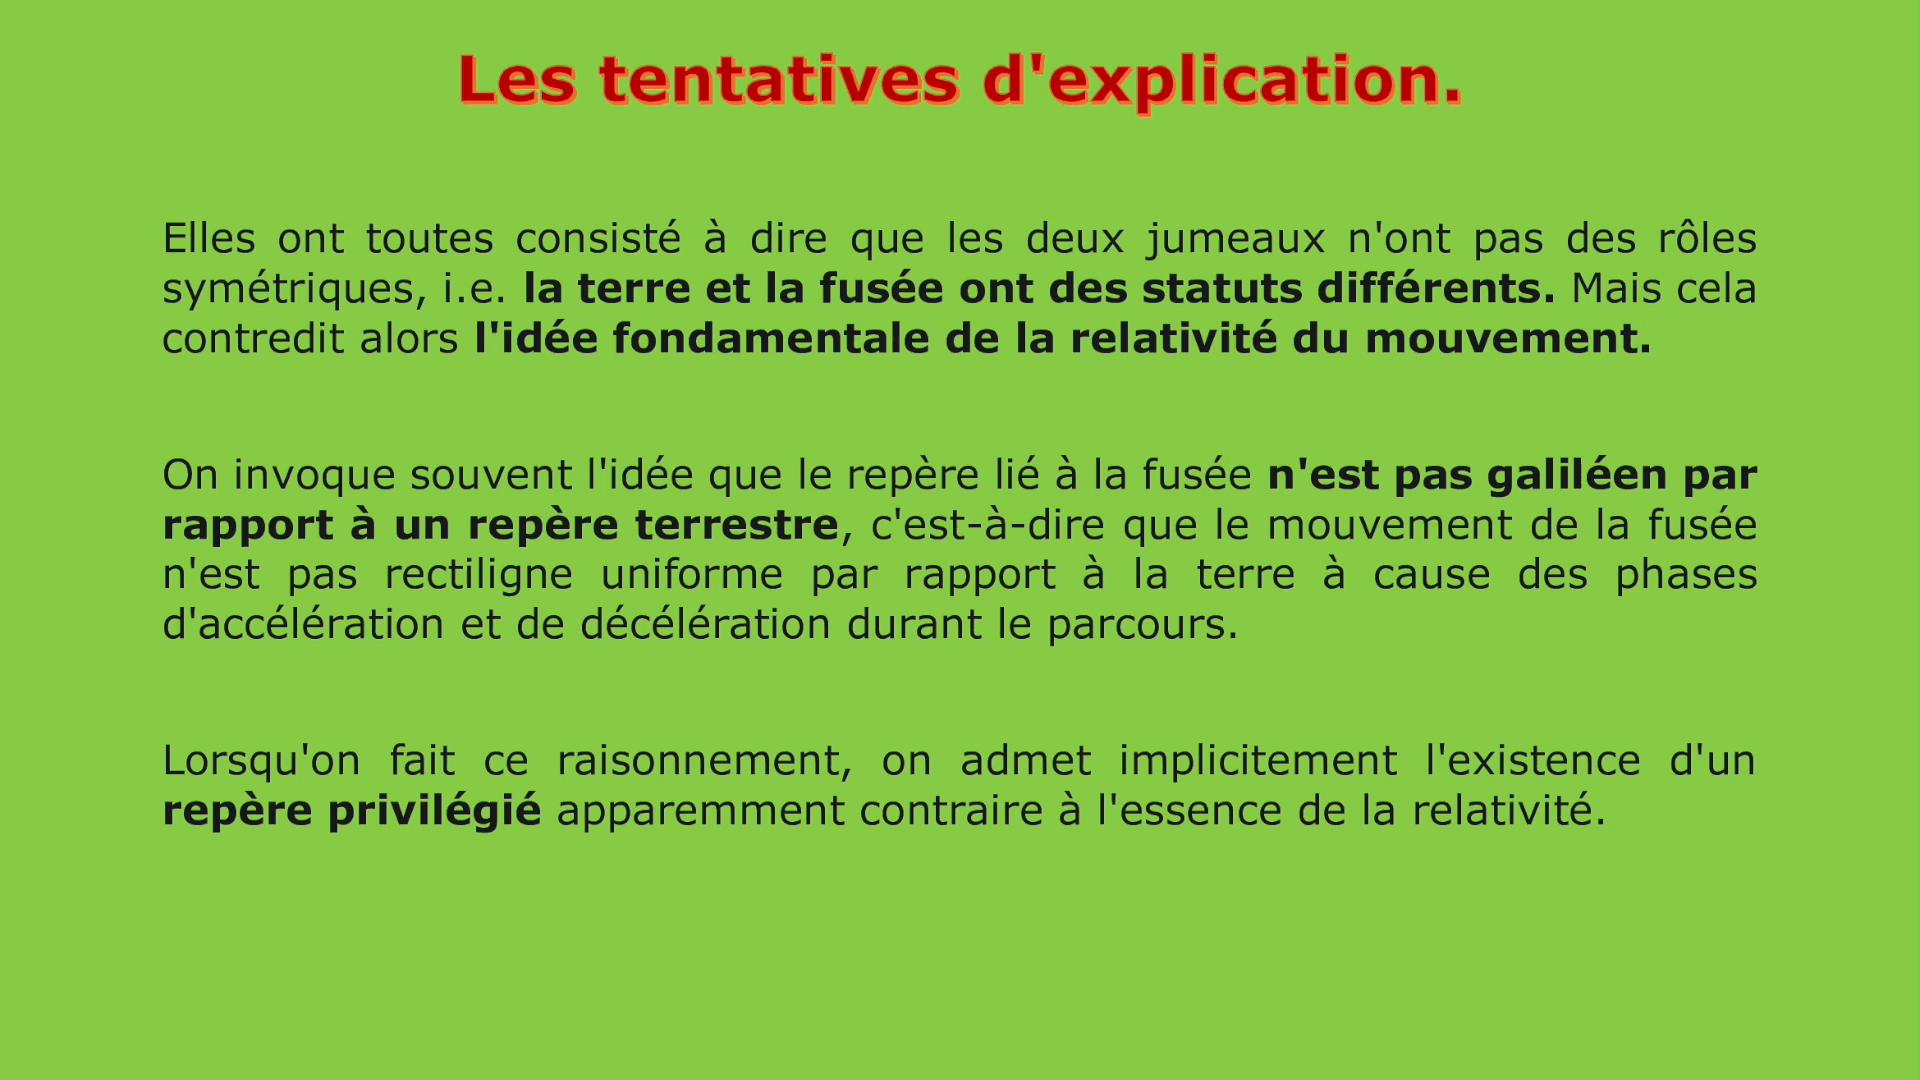 Les tentatives d'explication.
Elles ont toutes consisté à dire que les deux jumeaux n'ont pas des rôles
symétriques, i.e. la terre et la fusée ont des statuts différents. Mais cela
contredit alors l'idée fondamentale de la relativité du mouvement.
On invoque souvent l'idée que le repère lié à la fusée n'est pas galiléen par
rapport à un repère terrestre, c'est-à-dire que le mouvement de la fusée
n'est pas rectiligne uniforme par rapport à la terre à cause des phases
d'accélération et de décélération durant le parcours.
Lorsqu'on fait ce raisonnement, on admet implicitement l'existence d'un
repère privilégié apparemment contraire à l'essence de la relativité.